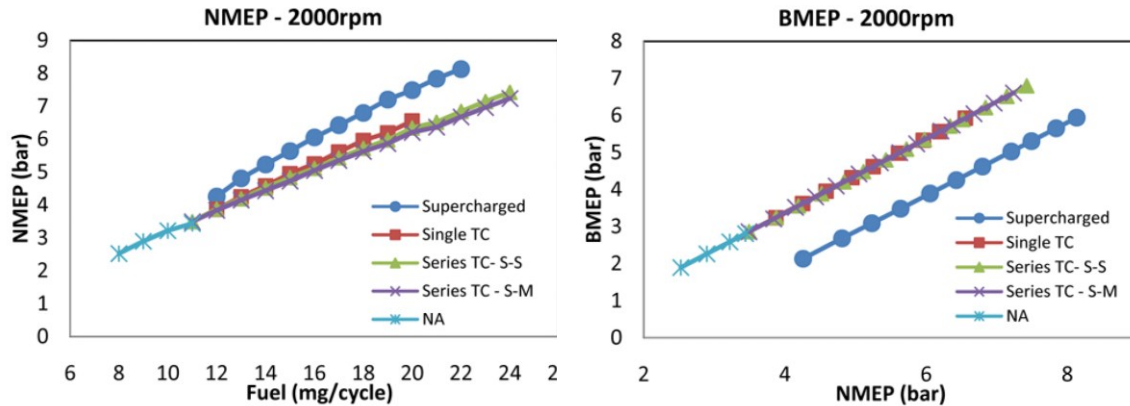 NMEP - 2000rpm
9
8
7
6
5
4
3
2
1
0
NMEP (bar)
Supercharged
Single TC
Series TC- S-S
Series TC - S-M
NA
6 8 10 12 14 16 18 20 22 24 2
Fuel (mg/cycle)
BMEP - 2000rpm
8
7
6
5
4
3
2
1
0
BMEP (bar)
Supercharged
Single TC
Series TC- S-S
Series TC - S-M
NA
2 4 6 8
NMEP (bar)